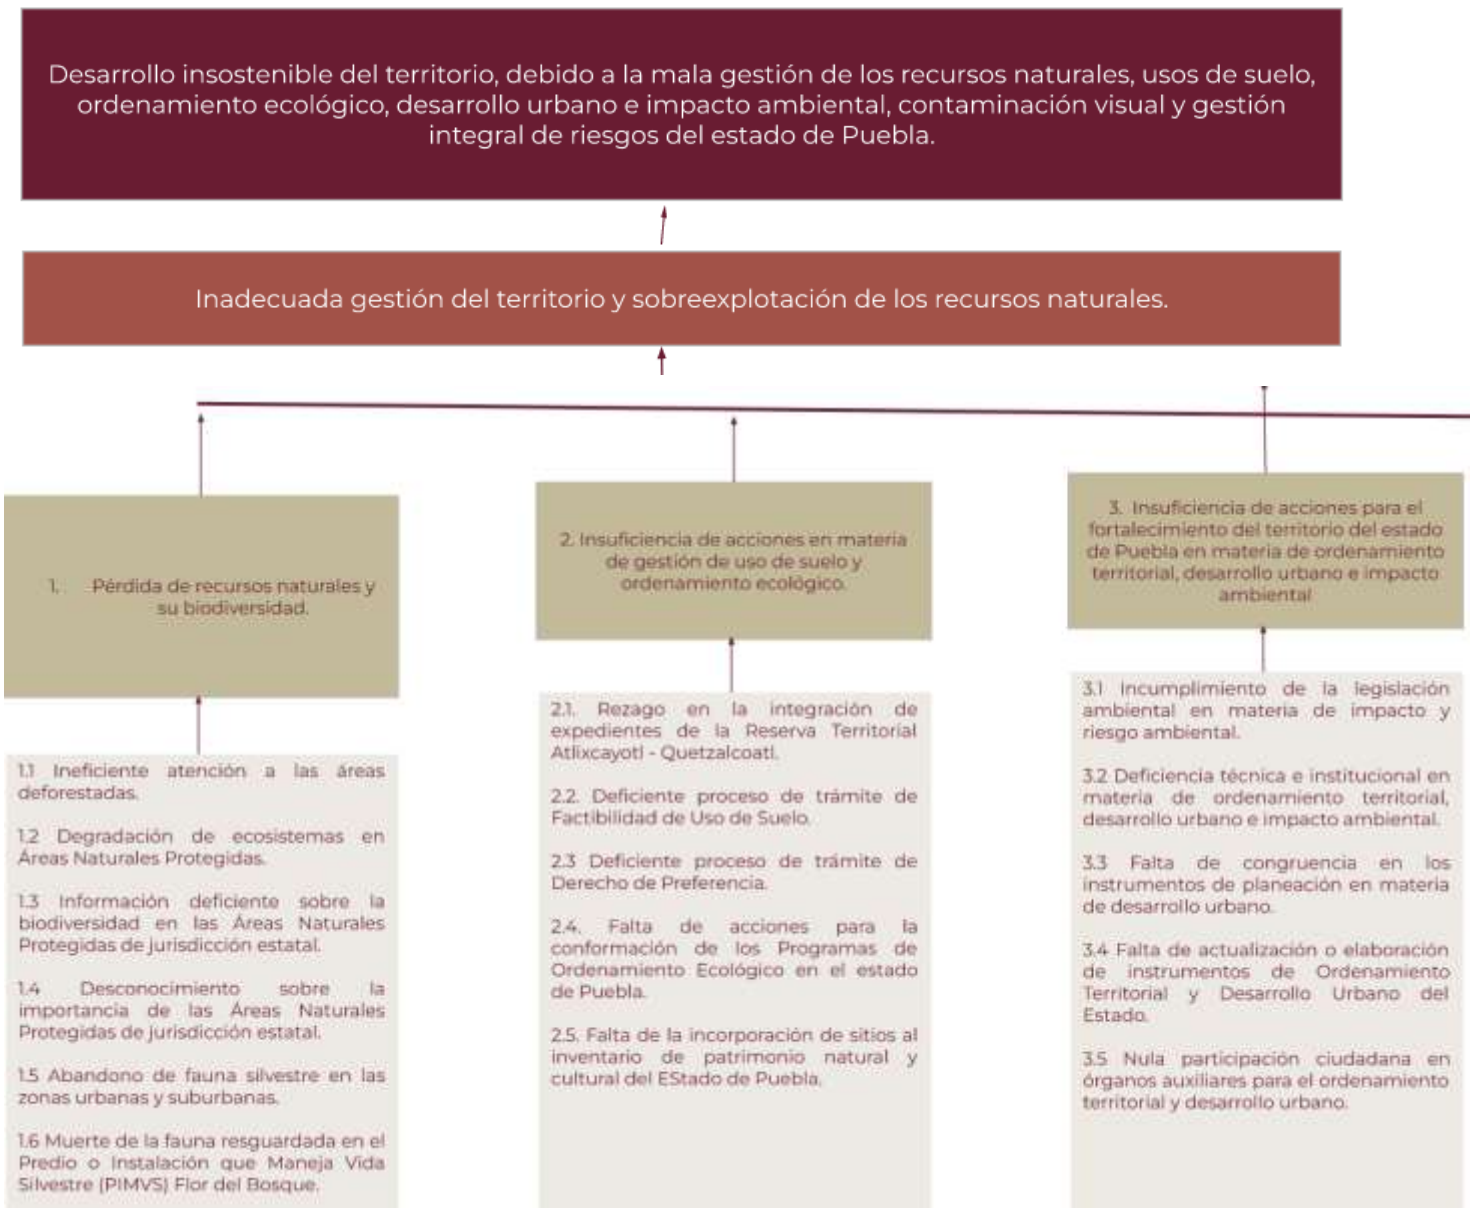 Desarrollo insostenible del territorio, debido a la mala gestión de los recursos naturales, usos de suelo,
ordenamiento ecológico, desarrollo urbano e impacto ambiental, contaminación visual y gestión
integral de riesgos del estado de Puebla.
Inadecuada gestión del territorio y sobreexplotación de los recursos naturales.
1. Pérdida de recursos naturales y
su biodiversidad.
1.1 Ineficiente atención a las áreas
deforestadas.
1.2 Degradación de ecosistemas en
Áreas Naturales Protegidas.
1.3 Información deficiente sobre la
biodiversidad en las Áreas Naturales
Protegidas de jurisdicción estatal.
1.4 Desconocimiento sobre la
importancia de las Áreas Naturales
Protegidas de jurisdicción estatal.
1.5 Abandono de fauna silvestre en las
zonas urbanas y suburbanas.
1.6 Muerte de la fauna resguardada en el
Predio o Instalación que Maneja Vida
Silvestre (PIMVS) Flor del Bosque.
2. Insuficiencia de acciones en materia
de gestión de uso de suelo y
ordenamiento ecológico.
2.1. Rezago en la integración de
expedientes de la Reserva Territorial
Atlixcayotl - Quetzalcoatl.
2.2. Deficiente proceso de trámite de
Factibilidad de Uso de Suelo.
2.3 Deficiente proceso de trámite de
Derecho de Preferencia.
2.4. Falta de acciones para la
conformación de los Programas de
Ordenamiento Ecológico en el estado
de Puebla.
2.5. Falta de la incorporación de sitios al
inventario de patrimonio natural y
cultural del EStado de Puebla.
3. Insuficiencia de acciones para el
fortalecimiento del territorio del estado
de Puebla en materia de ordenamiento
territorial, desarrollo urbano e impacto
ambiental
3.1 Incumplimiento de la legislación
ambiental en materia de impacto y
riesgo ambiental.
3.2 Deficiencia técnica e institucional en
materia de ordenamiento territorial,
desarrollo urbano e impacto ambiental.
3.3 Falta de congruencia en los
instrumentos de planeación en materia
de desarrollo urbano.
3.4 Falta de actualización o elaboración
de instrumentos de Ordenamiento
Territorial y Desarrollo Urbano del
Estado.
3.5 Nula participación ciudadana en
órganos auxiliares para el ordenamiento
territorial y desarrollo urbano.